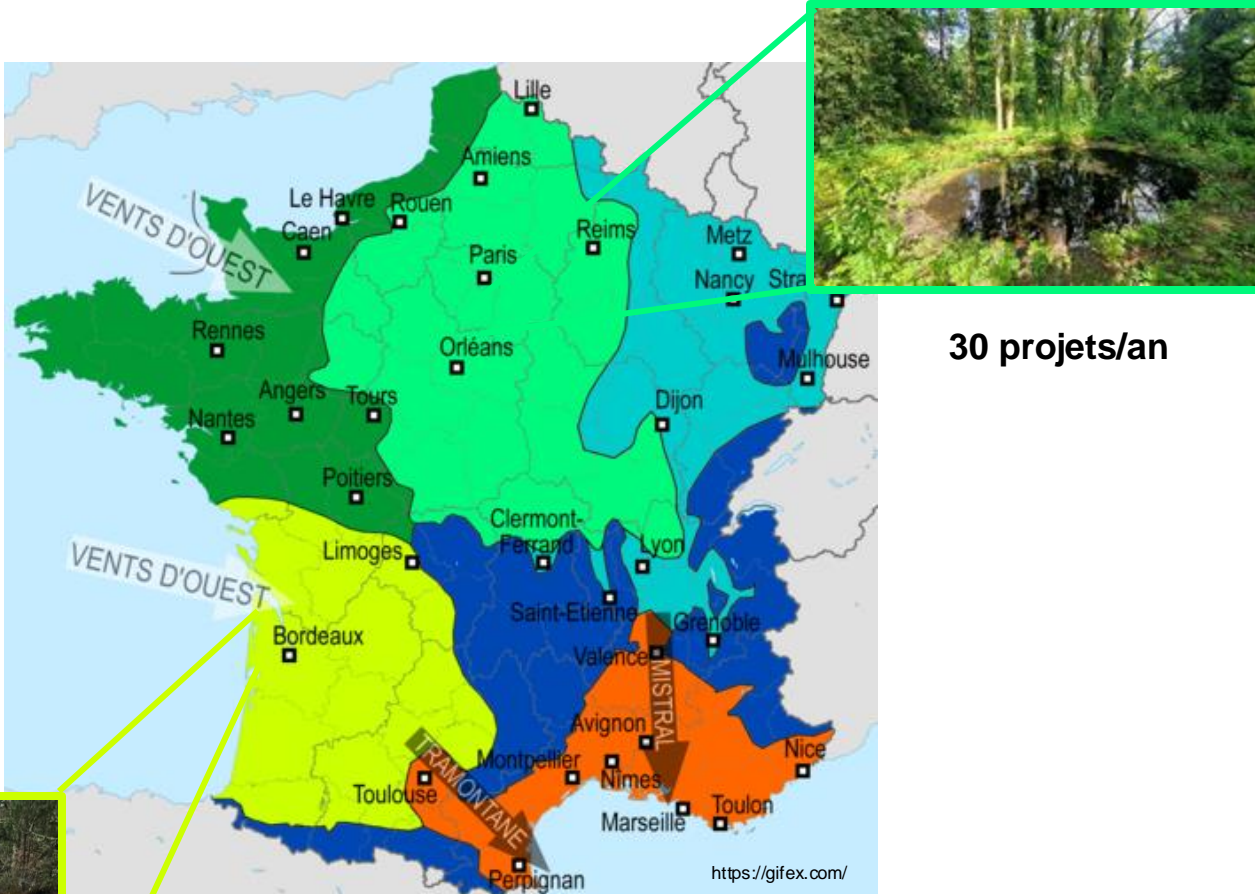 Lille
Amiens
VENTS D'OUEST
Le Havre
Rouen
Caen
Reims
Metz
Paris
Nancy
Stra
30 projets/an
Rennes
Orléans
Mulhouse
Angers
Tours
Dijon
Nantes
Poitiers
Clermont-
Ferrand
Limoges
Lyon
VENTS D'OUEST
Saint-Etienne
Grenoble
Bordeaux
Valence
MISTRAL
Avignon
TRAMONTANE
Montpellier
Nîmes
Nice
Toulouse
Marseille
Toulon
Perpignan
https://gifex.com/